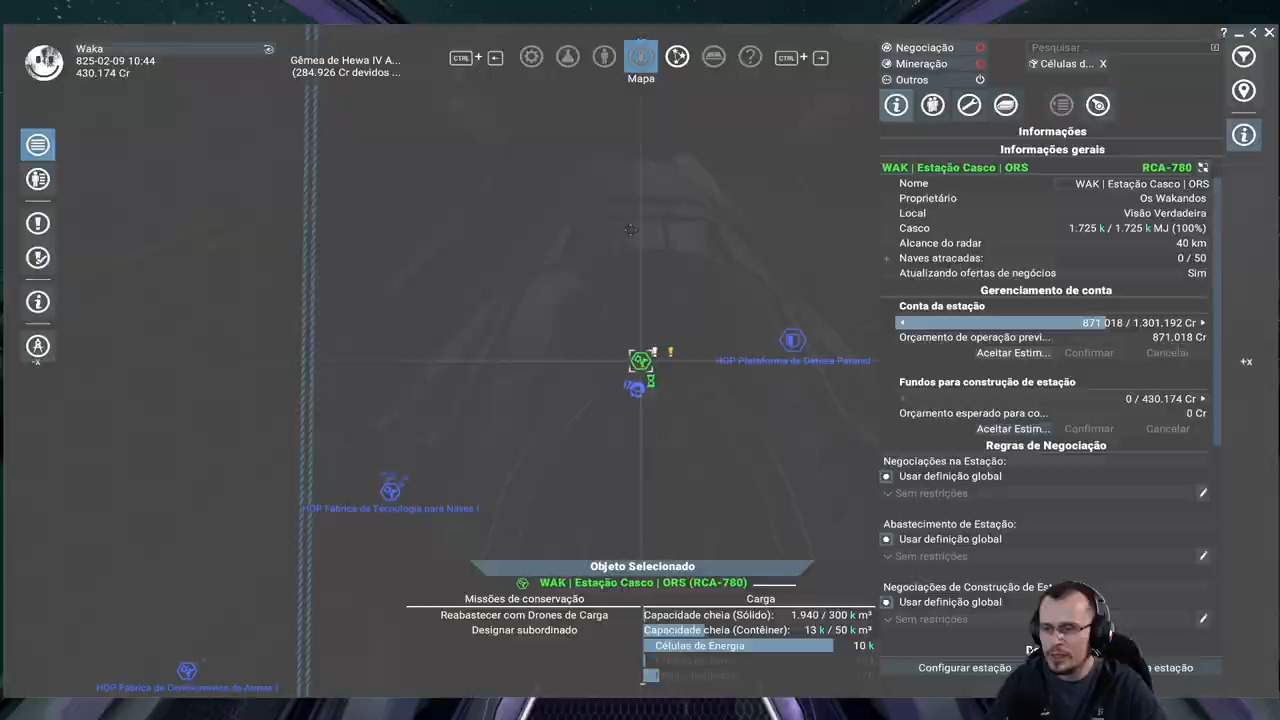 Waka
825-02-09 10:44
430.174 Cr
Gêmea de Hewa IV A...
(284.926 Cr devidos ...
CTRL +
Mapa
CTRL +
Negociação
Mineração
Outros
Pesquisar ...
Células d... X
Informações
Informações gerais
WAK | Estação Casco | ORS RCA-780
Nome WAK | Estação Casco | ORS
Proprietário Os Wakandos
Local Visão Verdadeira
Casco 1.725 k / 1.725 k MJ (100%)
Alcance do radar 40 km
Naves atracadas: 0 / 50
Atualizando ofertas de negócios Sim
Gerenciamento de conta
Conta da estação
871.018 / 1.301.192 Cr
Orçamento de operação previ... 871.018 Cr
Aceitar Estim... Confirmar Cancelar
Fundos para construção de estação
0 / 430.174 Cr
Orçamento esperado para co... 0 Cr
Aceitar Estim... Confirmar Cancelar
Regras de Negociação
Negociações na Estação:
Usar definição global
Sem restrições
Abastecimento de Estação:
Usar definição global
Sem restrições
Negociações de Construção de Est
Usar definição global
Sem restrições
Configurar estação
estação
-X
+X
HOP Fábrica de Tecnologia para Naves I
Objeto Selecionado
WAK | Estação Casco | ORS (RCA-780)
Missões de conservação
Reabastecer com Drones de Carga
Designar subordinado
Carga
Capacidade cheia (Sólido): 1.940 / 300 k m³
Capacidade cheia (Contêiner): 13 k / 50 k m³
Células de Energia 10 k